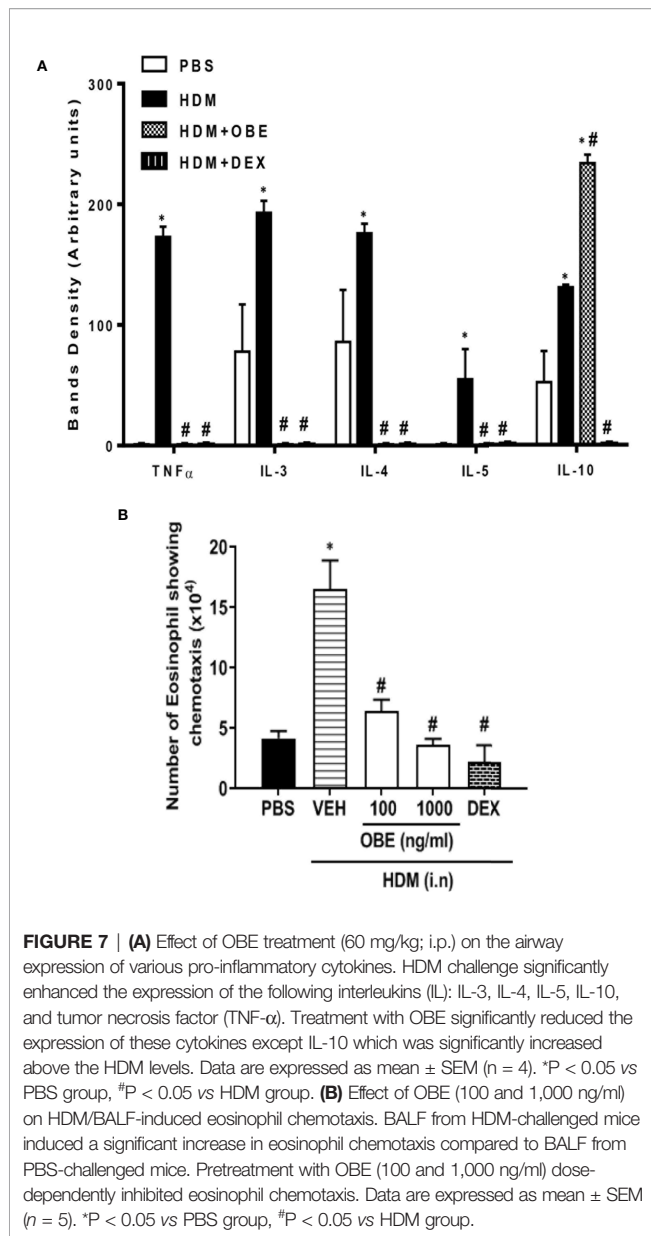 A
PBS
HDM
HDM+OBE
HDM+DEX
Bands Density (Arbitrary units)
300
200
100
0
* # # * # # * # # * # # * *# #
TNFα IL-3 IL-4 IL-5 IL-10
B
Number of Eosinophil showing
chemotaxis (x10⁴)
20
15
10
5
0
* # # #
PBS VEH 100 1000 DEX
OBE (ng/ml)
HDM (i.n)
FIGURE 7 | (A) Effect of OBE treatment (60 mg/kg; i.p.) on the airway
expression of various pro-inflammatory cytokines. HDM challenge significantly
enhanced the expression of the following interleukins (IL): IL-3, IL-4, IL-5, IL-10,
and tumor necrosis factor (TNF-α). Treatment with OBE significantly reduced the
expression of these cytokines except IL-10 which was significantly increased
above the HDM levels. Data are expressed as mean ± SEM (n = 4). *P < 0.05 vs
PBS group, #P < 0.05 vs HDM group. (B) Effect of OBE (100 and 1,000 ng/ml)
on HDM/BALF-induced eosinophil chemotaxis. BALF from HDM-challenged mice
induced a significant increase in eosinophil chemotaxis compared to BALF from
PBS-challenged mice. Pretreatment with OBE (100 and 1,000 ng/ml) dose-
dependently inhibited eosinophil chemotaxis. Data are expressed as mean ± SEM
(n = 5). *P < 0.05 vs PBS group, #P < 0.05 vs HDM group.